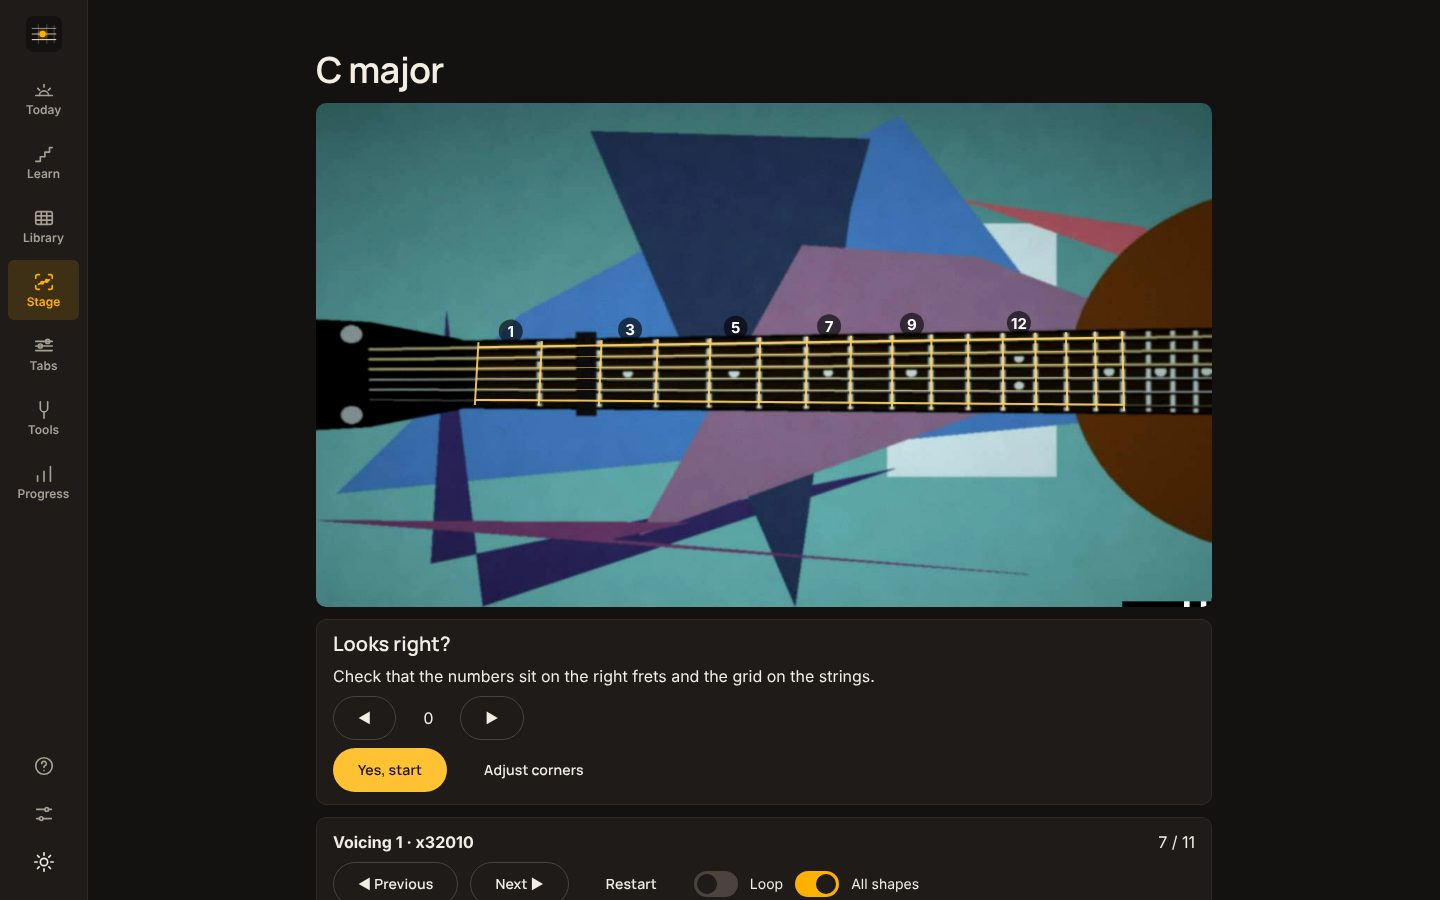 C major
Today
Learn
Library
Stage
Tabs
Tools
Progress
1 3 5 7 9 12
Looks right?
Check that the numbers sit on the right frets and the grid on the strings.
◀ 0 ▶
Yes, start Adjust corners
Voicing 1 · x32010 7 / 11
◀ Previous Next ▶ Restart Loop All shapes